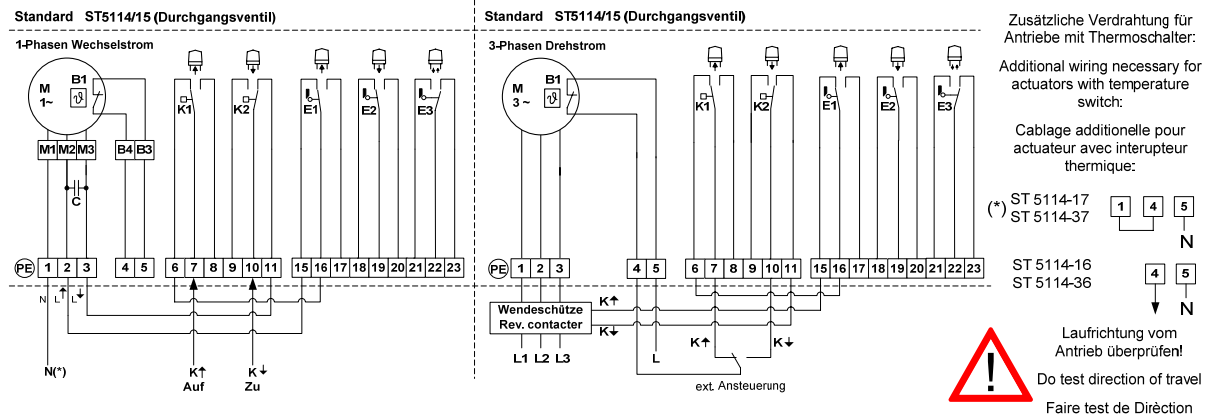 Standard ST5114/15 (Durchgangsventil)
1-Phasen Wechselstrom
M
1~
B1
ϑ
K1
K2
E1
E2
E3
M1 M2 M3 B4 B3
C
PE 1 2 3 4 5 6 7 8 9 10 11 15 16 17 18 19 20 21 22 23
N L↑ L↓
N(*)
K↑
Auf
K↓
Zu
Standard ST5114/15 (Durchgangsventil)
3-Phasen Drehstrom
M
3~
B1
ϑ
K1
K2
E1
E2
E3
PE 1 2 3 4 5 6 7 8 9 10 11 15 16 17 18 19 20 21 22 23
Wendeschütze
Rev. contacter
K↑
K↓
L1 L2 L3
L
K↑
K↓
ext. Ansteuerung
Zusätzliche Verdrahtung für
Antriebe mit Thermoschalter:
Additional wiring necessary for
actuators with temperature
switch:
Cablage additionelle pour
actuateur avec interupteur
thermique:
(*) ST 5114-17
ST 5114-37
1 4 5
N
ST 5114-16
ST 5114-36
4 5
N
!
Laufrichtung vom
Antrieb überprüfen!
Do test direction of travel
Faire test de Dirèction